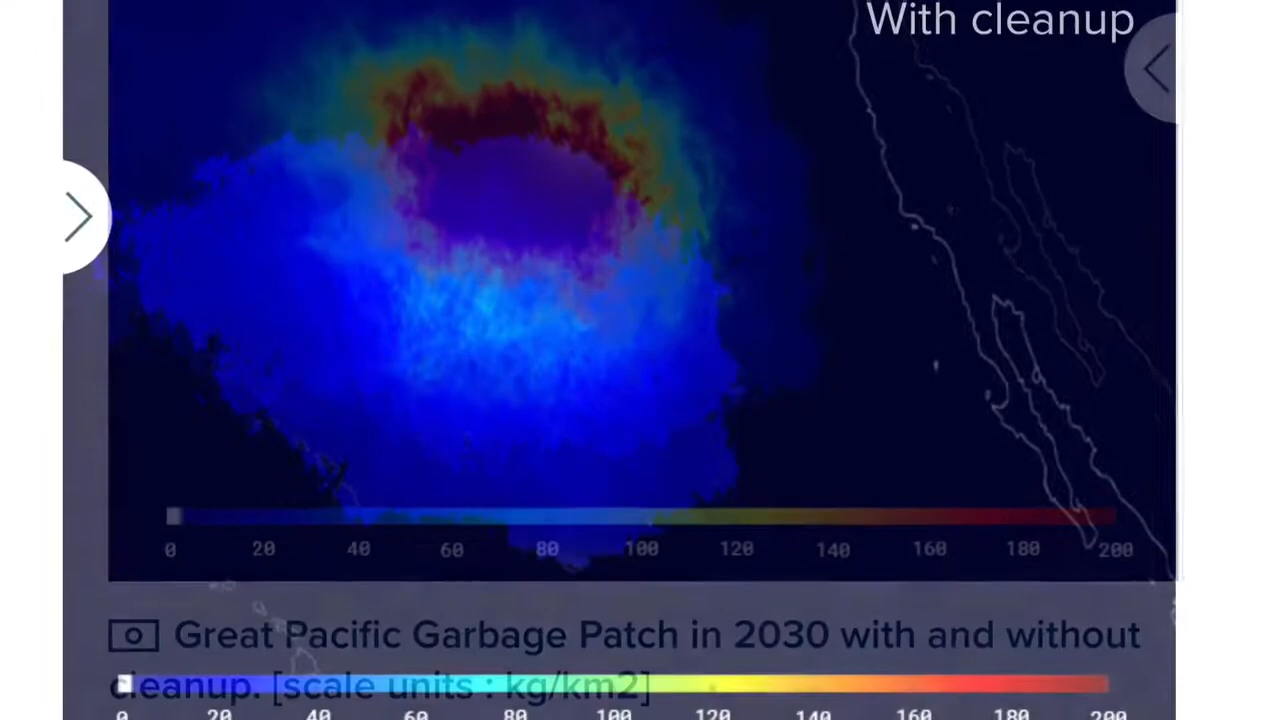 With cleanup
0 20 40 60 80 100 120 140 160 180 200
Great Pacific Garbage Patch in 2030 with and without
cleanup. [scale units : kg/km2]
0 20 40 60 80 100 120 140 160 180 200